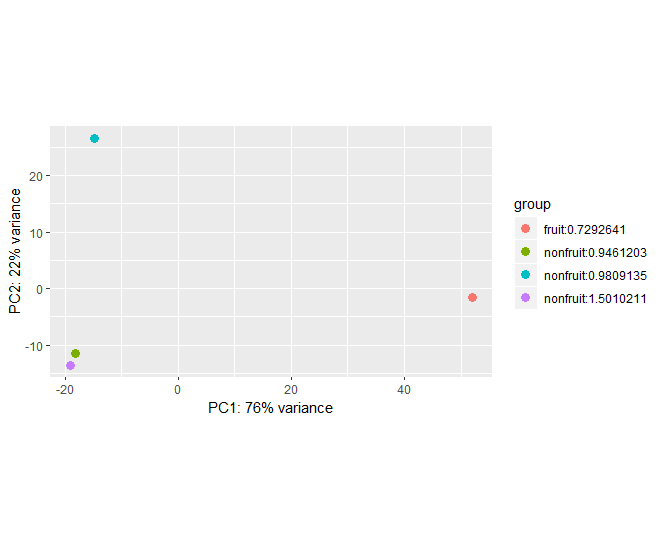 20
10
0
-10
PC2: 22% variance
-20
0
20
40
PC1: 76% variance
group
fruit:0.7292641
nonfruit:0.9461203
nonfruit:0.9809135
nonfruit:1.5010211